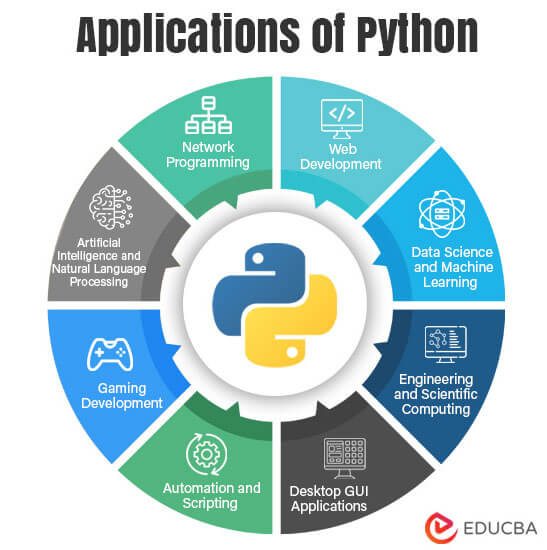 Applications of Python
Network
Programming
</>
Web
Development
Data Science
and Machine
Learning
Engineering
and Scientific
Computing
Desktop GUI
Applications
Automation and
Scripting
Gaming
Development
Artificial
Intelligence and
Natural Language
Processing
EDUCBA